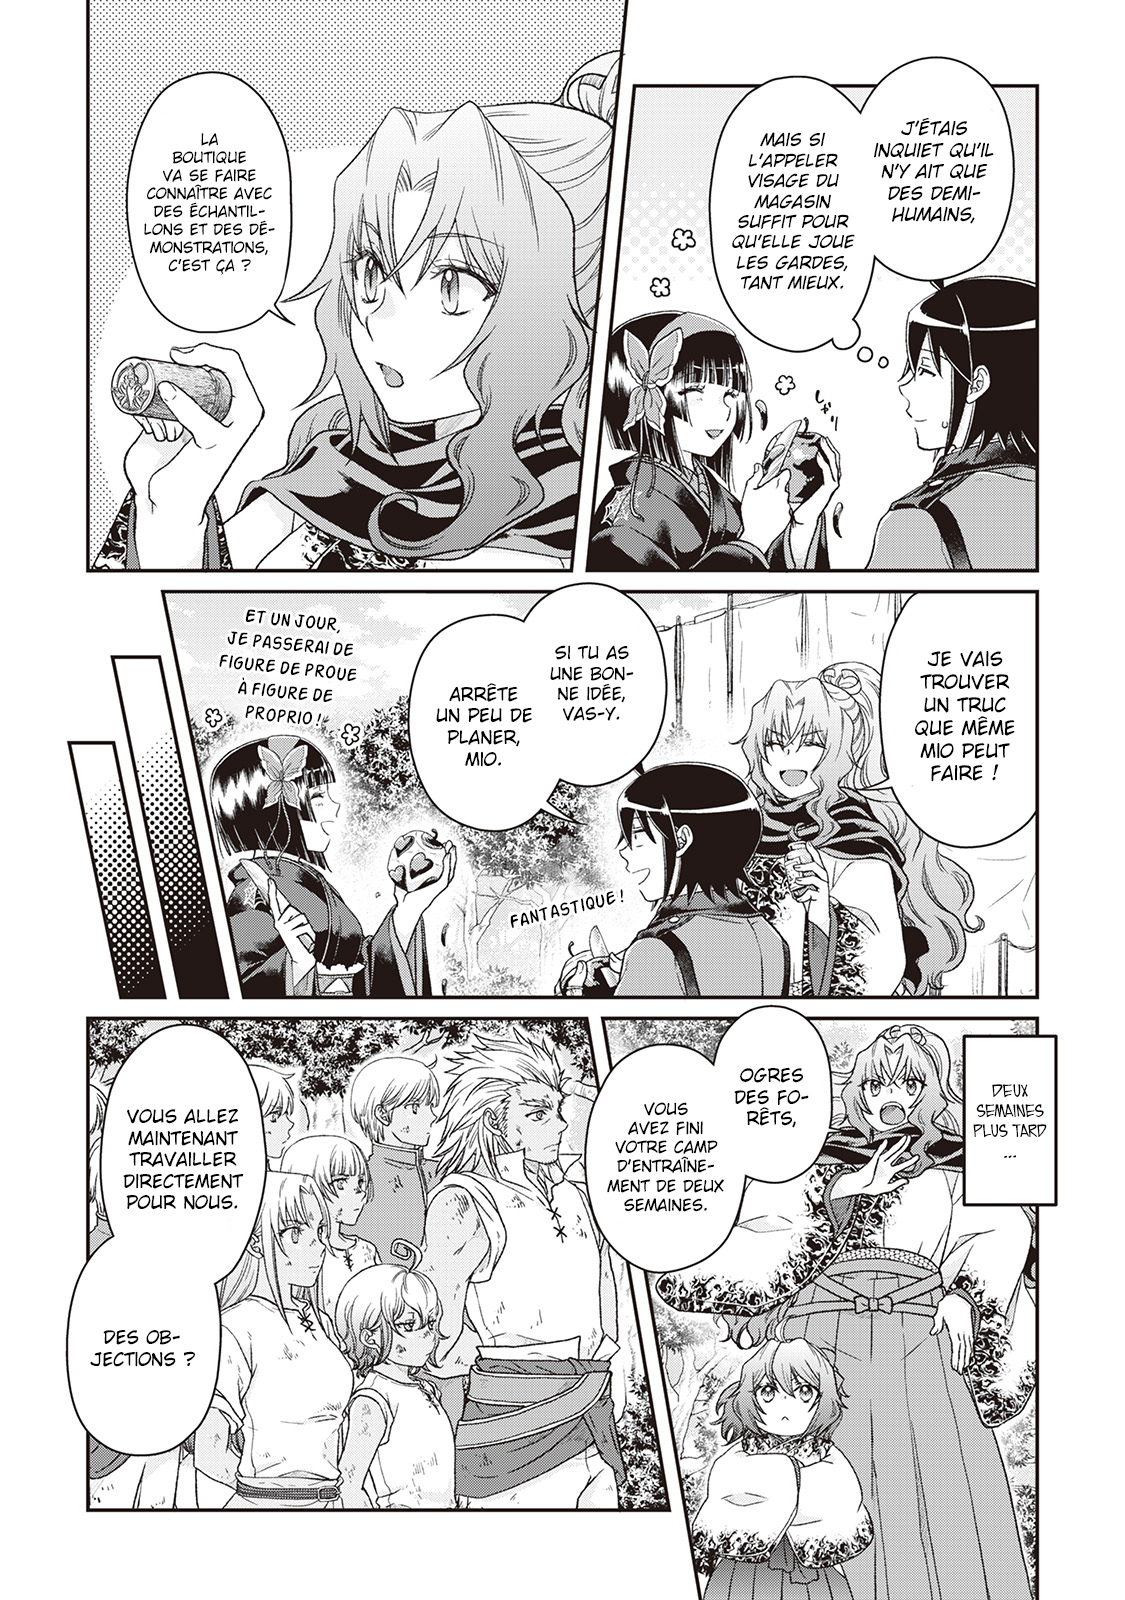 J'ÉTAIS
INQUIET QU'IL
N'Y AIT QUE
DES DEMI-
HUMAINS,
MAIS SI
L'APPELER
VISAGE DU
MAGASIN
SUFFIT POUR
QU'ELLE JOUE
LES GARDES,
TANT MIEUX.
LA
BOUTIQUE
VA SE FAIRE
CONNAÎTRE AVEC
DES ÉCHANTIL-
LONS ET DES DÉ-
MONSTRATIONS,
C'EST ÇA ?
JE VAIS
TROUVER
UN TRUC
QUE MÊME
MIO PEUT
FAIRE !
SI TU AS
UNE BON-
NE IDÉE,
VAS-Y.
ARRÊTE
UN PEU DE
PLANER,
MIO.
FANTASTIQUE !
ET UN JOUR,
JE PASSERAI DE
FIGURE DE PROUE
À FIGURE DE
PROPRIO !
DEUX
SEMAINES
PLUS TARD
...
OGRES
DES FO-
RÊTS,
VOUS
AVEZ FINI
VOTRE CAMP
D'ENTRAÎNE-
MENT DE DEUX
SEMAINES.
VOUS ALLEZ
MAINTENANT
TRAVAILLER
DIRECTEMENT
POUR NOUS.
DES OB-
JECTIONS ?